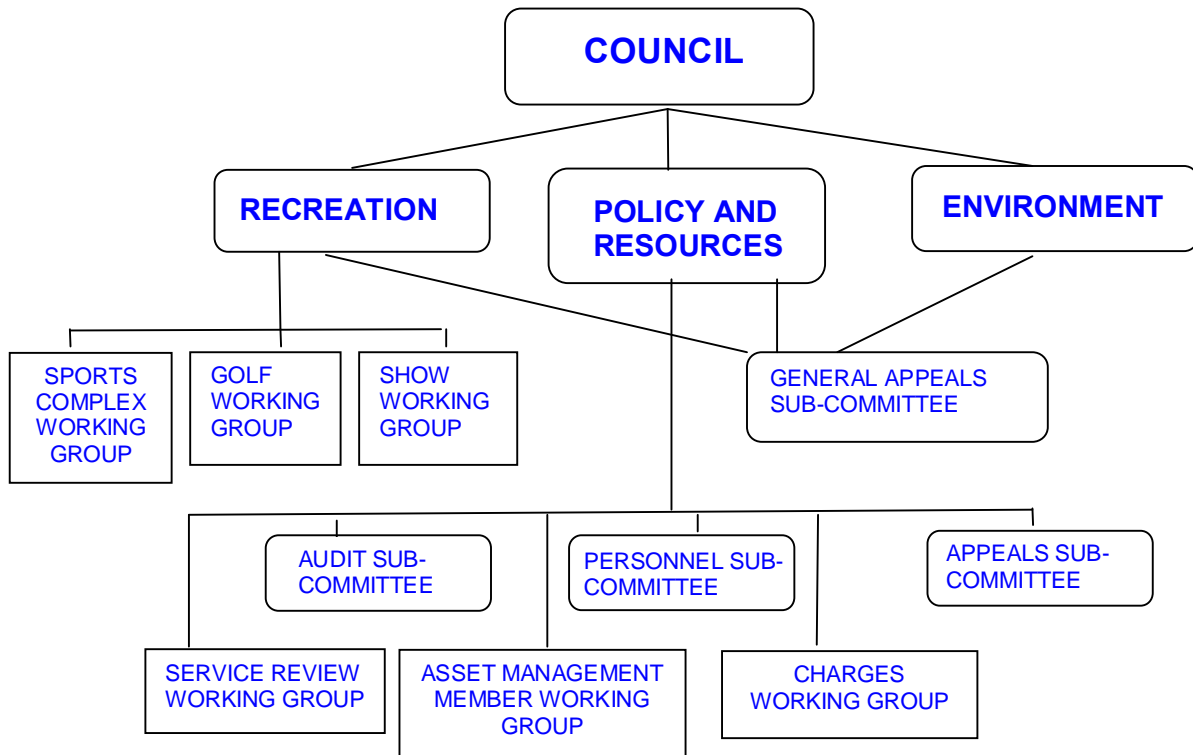 COUNCIL
RECREATION
POLICY AND
RESOURCES
ENVIRONMENT
SPORTS
COMPLEX
WORKING
GROUP
GOLF
WORKING
GROUP
SHOW
WORKING
GROUP
GENERAL APPEALS
SUB-COMMITTEE
AUDIT SUB-
COMMITTEE
PERSONNEL SUB-
COMMITTEE
APPEALS SUB-
COMMITTEE
SERVICE REVIEW
WORKING GROUP
ASSET MANAGEMENT
MEMBER WORKING
GROUP
CHARGES
WORKING GROUP